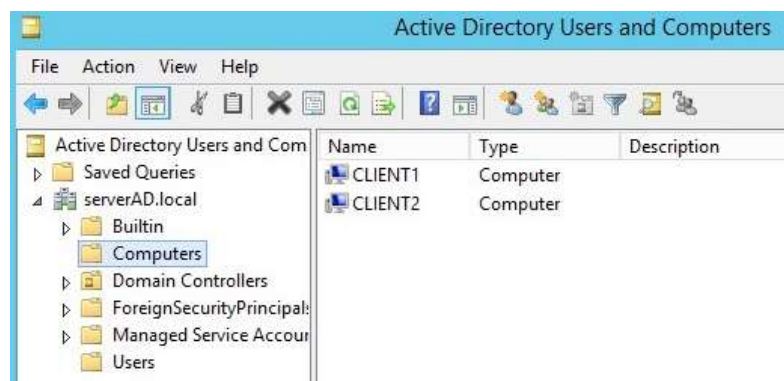 Active Directory Users and Computers
File Action View Help
Active Directory Users and Com
Saved Queries
serverAD.local
Builtin
Computers
Domain Controllers
ForeignSecurityPrincipal
Managed Service Accour
Users
Name Type Description
CLIENT1 Computer
CLIENT2 Computer